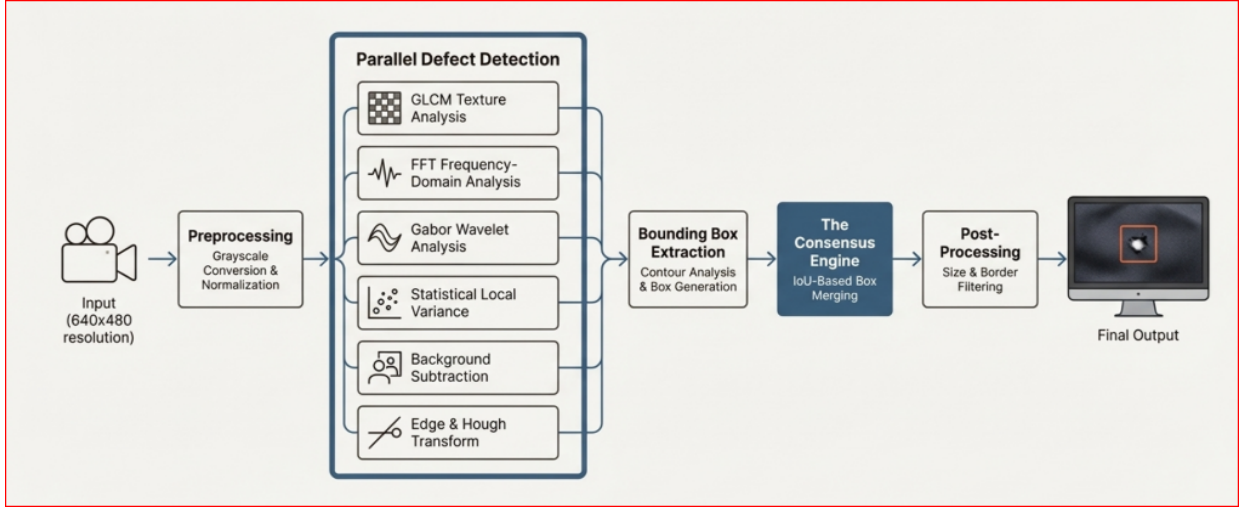 Parallel Defect Detection
GLCM Texture
Analysis
FFT Frequency-
Domain Analysis
Gabor Wavelet
Analysis
Statistical Local
Variance
Background
Subtraction
Edge & Hough
Transform
Input
(640x480
resolution)
Preprocessing
Grayscale
Conversion &
Normalization
Bounding Box
Extraction
Contour Analysis
& Box Generation
The
Consensus
Engine
IoU-Based Box
Merging
Post-
Processing
Size & Border
Filtering
Final Output